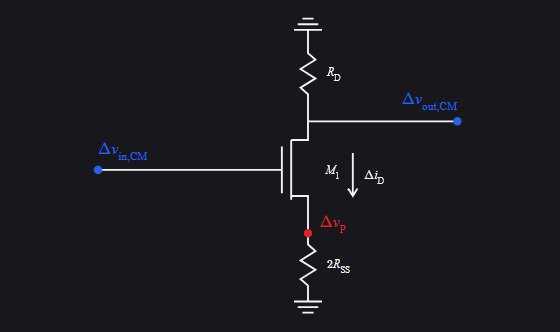 R_D
Δv_out,CM
Δv_in,CM
M_1
Δi_D
Δv_p
2R_SS